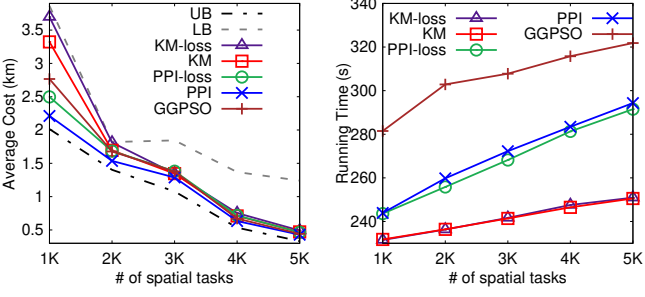 UB
LB
KM-loss
KM
PPI-loss
PPI
GGPSO
3.5
3
2.5
2
1.5
1
0.5
1K
2K
3K
4K
5K
Average Cost (km)
# of spatial tasks
KM-loss
KM
PPI-loss
PPI
GGPSO
340
320
300
280
260
240
1K
2K
3K
4K
5K
Running Time (s)
# of spatial tasks